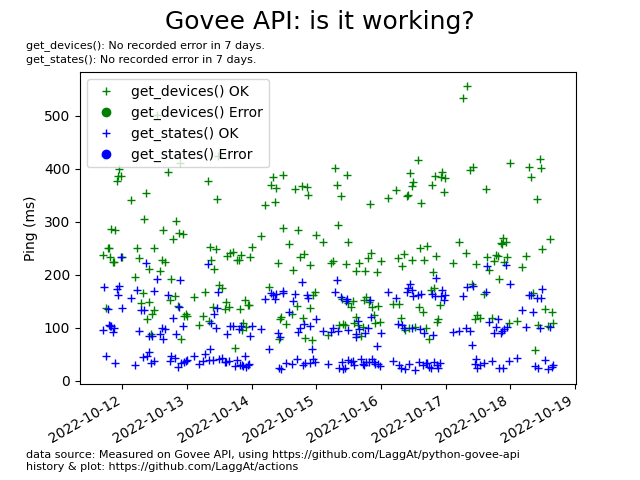 Govee API: is it working?
get_devices(): No recorded error in 7 days.
get_states(): No recorded error in 7 days.
get_devices() OK
get_devices() Error
get_states() OK
get_states() Error
Ping (ms)
500
400
300
200
100
0
2022-10-12
2022-10-13
2022-10-14
2022-10-15
2022-10-16
2022-10-17
2022-10-18
2022-10-19
data source: Measured on Govee API, using https://github.com/LaggAt/python-govee-api
history & plot: https://github.com/LaggAt/actions